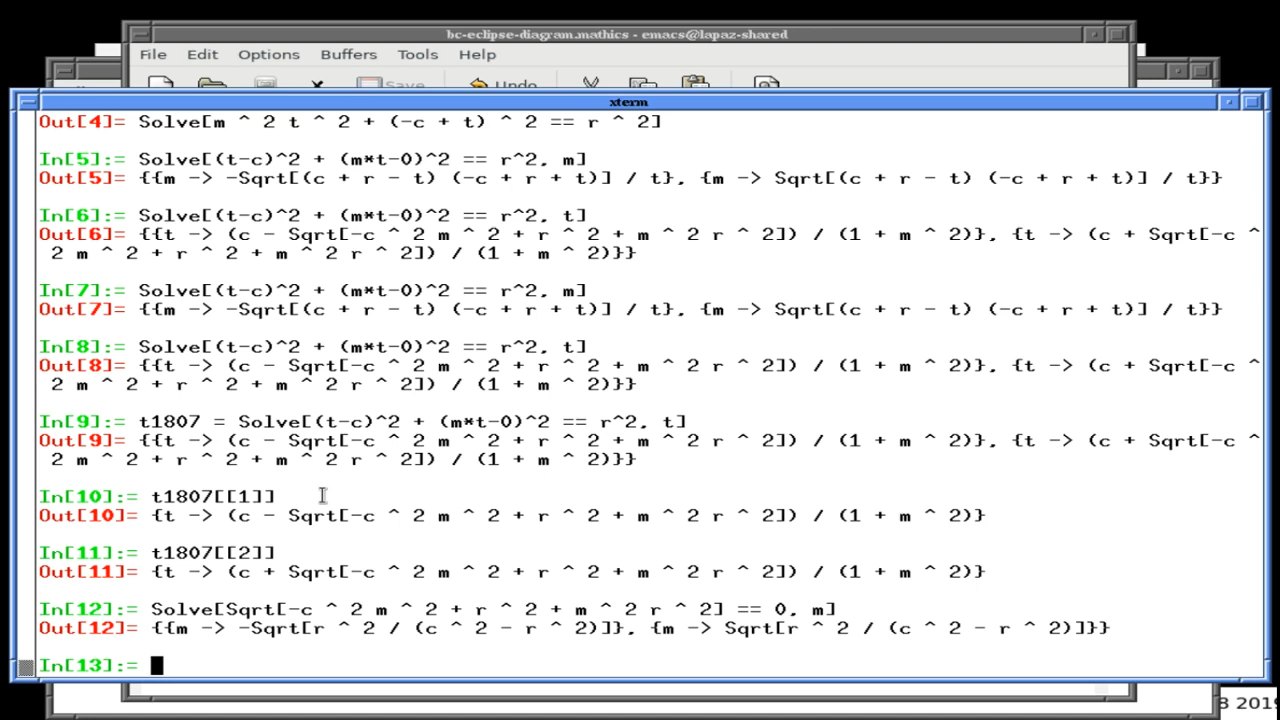 bc-eclipse-diagram.mathics - emacs@lapaz-shared
File Edit Options Buffers Tools Help
Save Undo
xterm
Out[4]= Solve[m ^ 2 t ^ 2 + (-c + t) ^ 2 == r ^ 2]
In[5]:= Solve[(t-c)^2 + (m*t-0)^2 == r^2, m]
Out[5]= {{m -> -Sqrt[(c + r - t) (-c + r + t)] / t}, {m -> Sqrt[(c + r - t) (-c + r + t)] / t}}
In[6]:= Solve[(t-c)^2 + (m*t-0)^2 == r^2, t]
Out[6]= {{t -> (c - Sqrt[-c ^ 2 m ^ 2 + r ^ 2 + m ^ 2 r ^ 2]) / (1 + m ^ 2)}, {t -> (c + Sqrt[-c ^
2 m ^ 2 + r ^ 2 + m ^ 2 r ^ 2]) / (1 + m ^ 2)}}
In[7]:= Solve[(t-c)^2 + (m*t-0)^2 == r^2, m]
Out[7]= {{m -> -Sqrt[(c + r - t) (-c + r + t)] / t}, {m -> Sqrt[(c + r - t) (-c + r + t)] / t}}
In[8]:= Solve[(t-c)^2 + (m*t-0)^2 == r^2, t]
Out[8]= {{t -> (c - Sqrt[-c ^ 2 m ^ 2 + r ^ 2 + m ^ 2 r ^ 2]) / (1 + m ^ 2)}, {t -> (c + Sqrt[-c ^
2 m ^ 2 + r ^ 2 + m ^ 2 r ^ 2]) / (1 + m ^ 2)}}
In[9]:= t1807 = Solve[(t-c)^2 + (m*t-0)^2 == r^2, t]
Out[9]= {{t -> (c - Sqrt[-c ^ 2 m ^ 2 + r ^ 2 + m ^ 2 r ^ 2]) / (1 + m ^ 2)}, {t -> (c + Sqrt[-c ^
2 m ^ 2 + r ^ 2 + m ^ 2 r ^ 2]) / (1 + m ^ 2)}}
In[10]:= t1807[[1]]
Out[10]= {t -> (c - Sqrt[-c ^ 2 m ^ 2 + r ^ 2 + m ^ 2 r ^ 2]) / (1 + m ^ 2)}
In[11]:= t1807[[2]]
Out[11]= {t -> (c + Sqrt[-c ^ 2 m ^ 2 + r ^ 2 + m ^ 2 r ^ 2]) / (1 + m ^ 2)}
In[12]:= Solve[Sqrt[-c ^ 2 m ^ 2 + r ^ 2 + m ^ 2 r ^ 2] == 0, m]
Out[12]= {{m -> -Sqrt[r ^ 2 / (c ^ 2 - r ^ 2)]}, {m -> Sqrt[r ^ 2 / (c ^ 2 - r ^ 2)]}}
In[13]:=